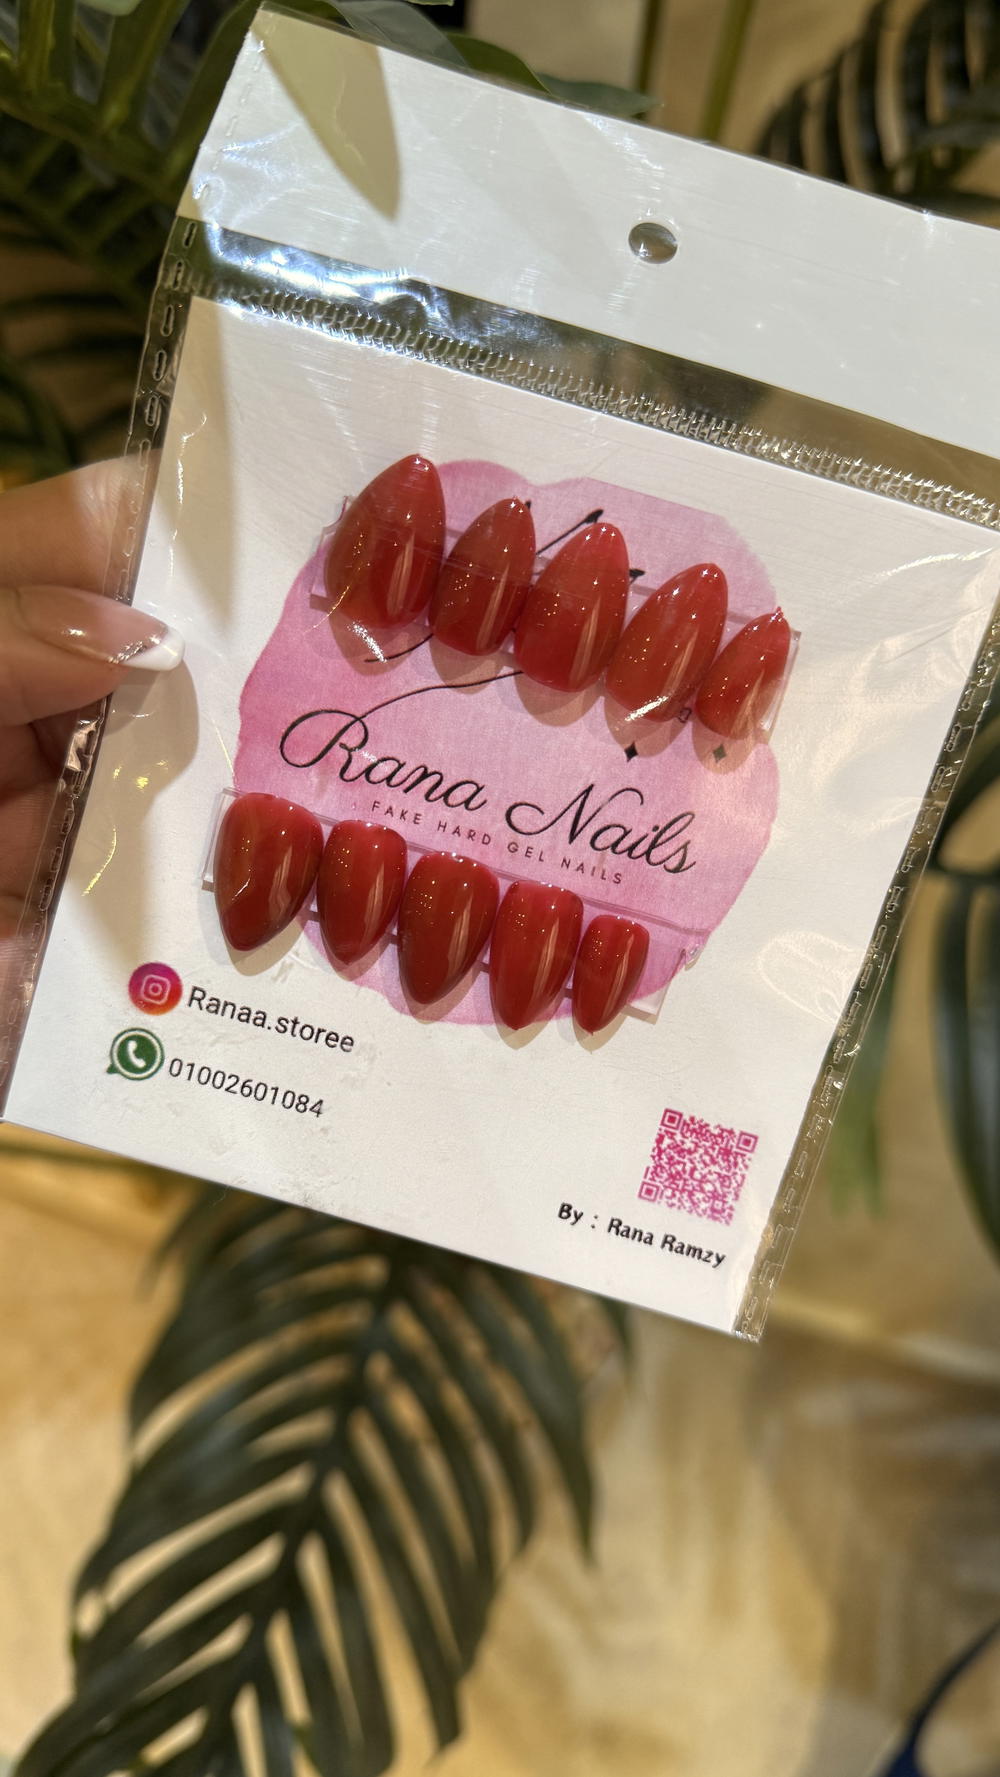 Rana Nails
FAKE HARD GEL NAILS
Ranaa.storee
01002601084
By : Rana Ramzy